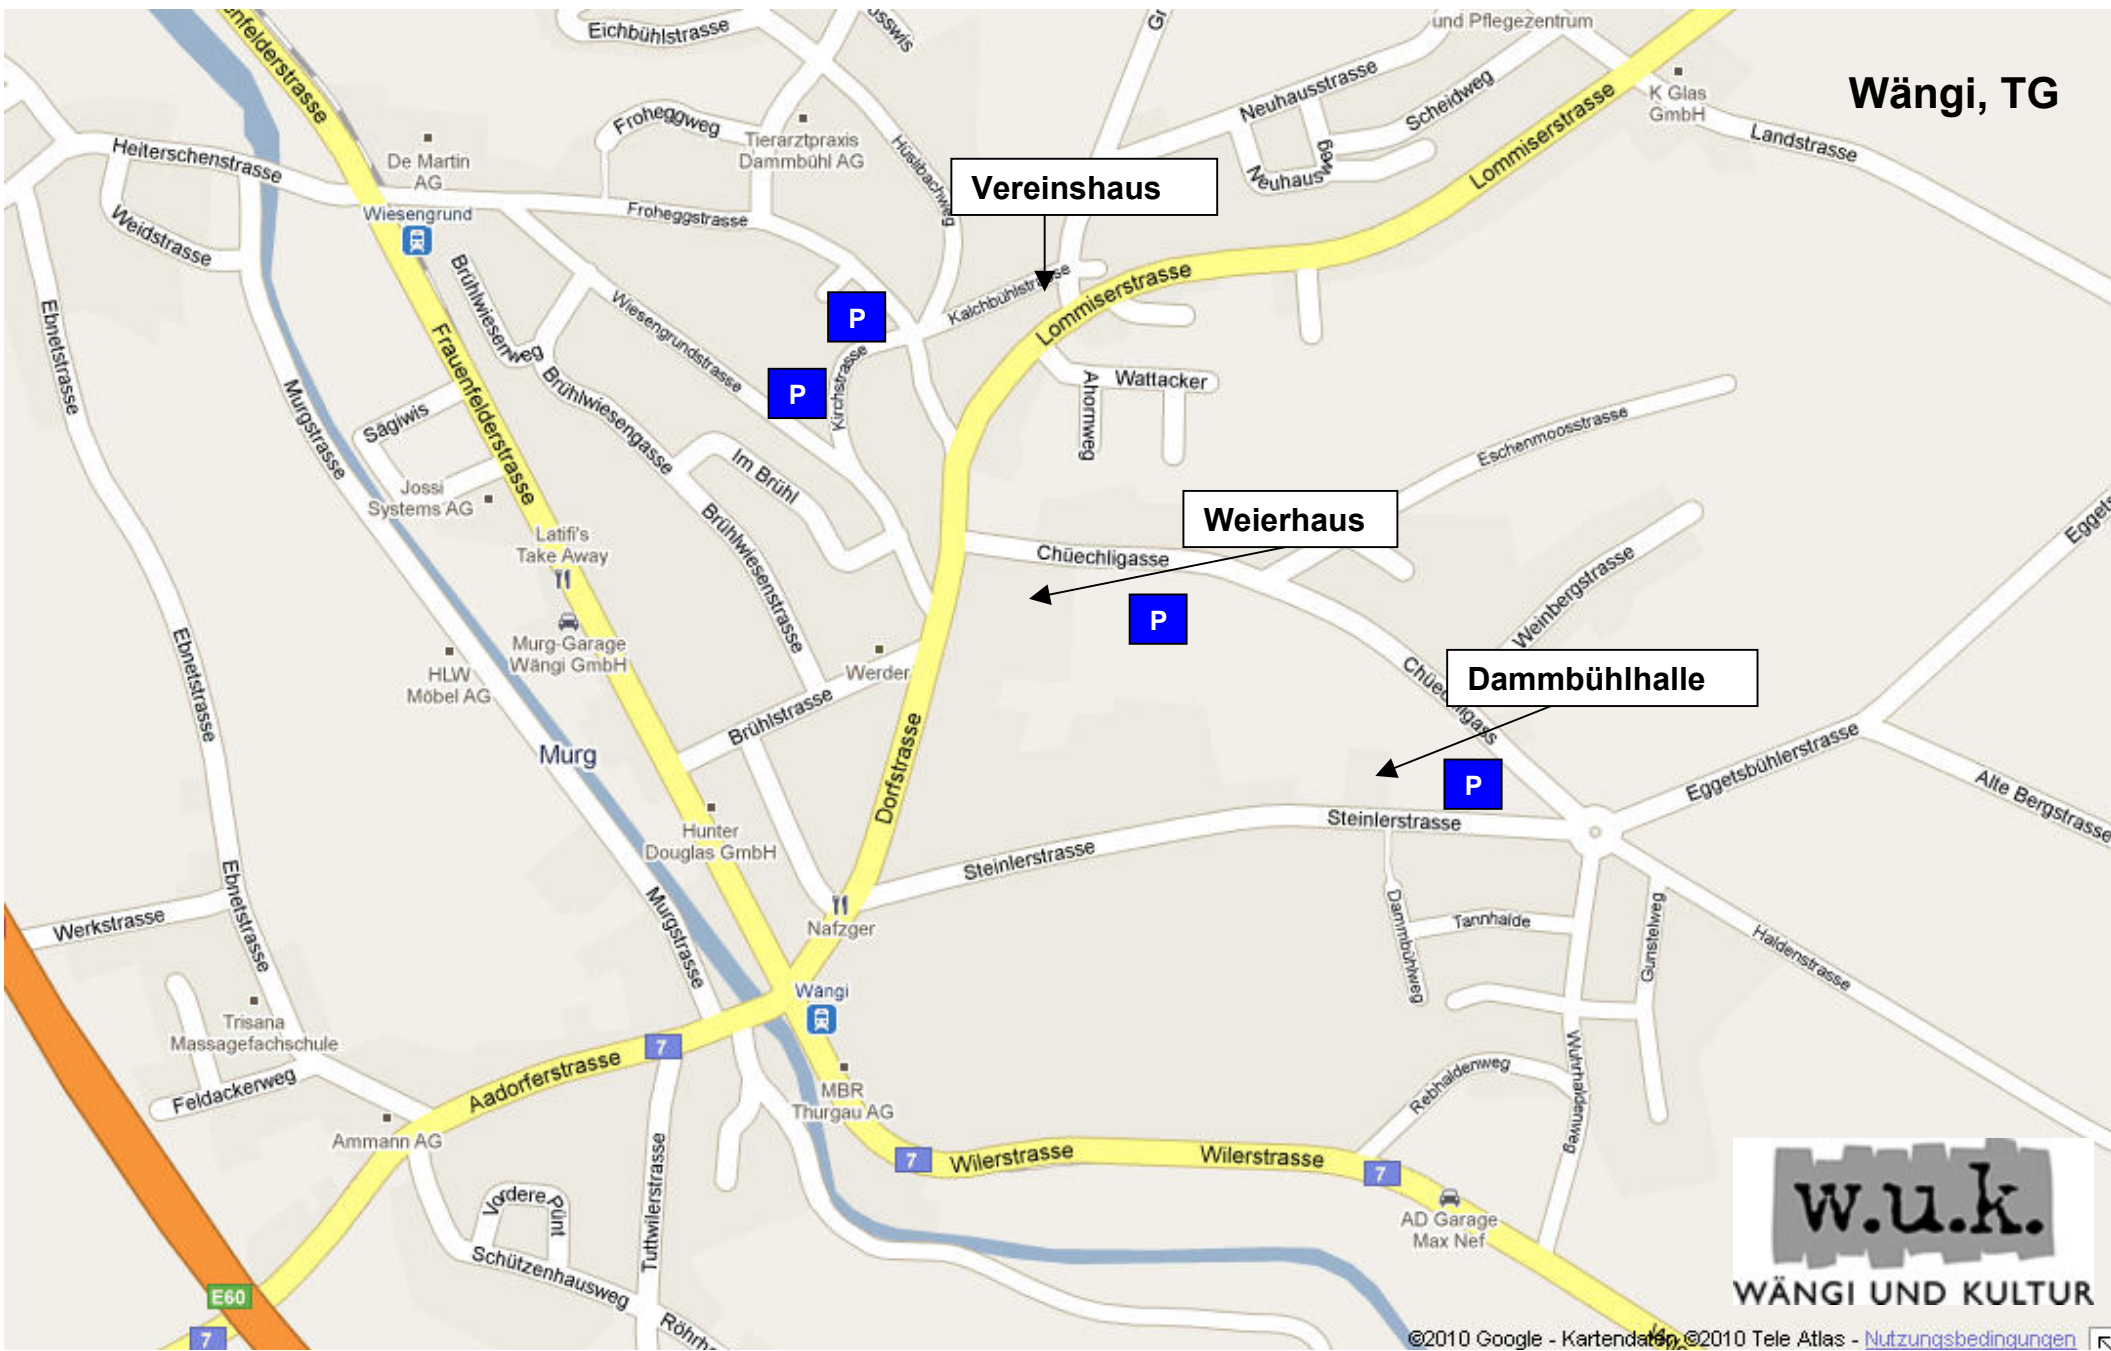 Eichbühlstrasse
und Pflegezentrum
Wängi, TG
K Glas
GmbH
Landstrasse
Neuhausstrasse
Scheidweg
Neuhausweg
Lommiserstrasse
Heiterschenstrasse
De Martin
AG
Froheggweg
Tierarztpraxis
Dammbühl AG
Hüslibachweg
Vereinshaus
Weidstrasse
Wiesengrund
Froheggstrasse
Brühlwiesenweg
Wiesengrundstrasse
Kalchbühlstrasse
Lommiserstrasse
P
P
Kirchstrasse
Ebnetstrasse
Murgstrasse
Frauenfelderstrasse
Sägiwis
Brühlwiesengasse
Wattacker
Ahornweg
Eschenmoosstrasse
Im Brühl
Jossi
Systems AG
Latifi's
Take Away
Brühlwiesenstrasse
Weierhaus
Chüechligasse
P
Weinbergstrasse
Murg-Garage
Wängi GmbH
HLW
Möbel AG
Werder
Brühlstrasse
Ebnetstrasse
Murg
Dorfstrasse
Dammbühlhalle
P
Eggetsbühlerstrasse
Alte Bergstrasse
Hunter
Douglas GmbH
Steinlerstrasse
Steinlerstrasse
Murgstrasse
Ebnetstrasse
Werkstrasse
Nafzger
Dammbühlweg
Tannhalde
Gunstelweg
Haldenstrasse
Wängi
Trisana
Massagefachschule
7
Aadorferstrasse
Feldackerweg
MBR
Thurgau AG
Rebhaldenweg
Wuhrhaldenweg
Ammann AG
7
Wilerstrasse
Wilerstrasse
7
Tuttwilerstrasse
Vordere Pünt
AD Garage
Max Nef
Schützenhausweg
E60
7
w.u.k.
WÄNGI UND KULTUR
©2010 Google - Kartendaten ©2010 Tele Atlas - Nutzungsbedingungen